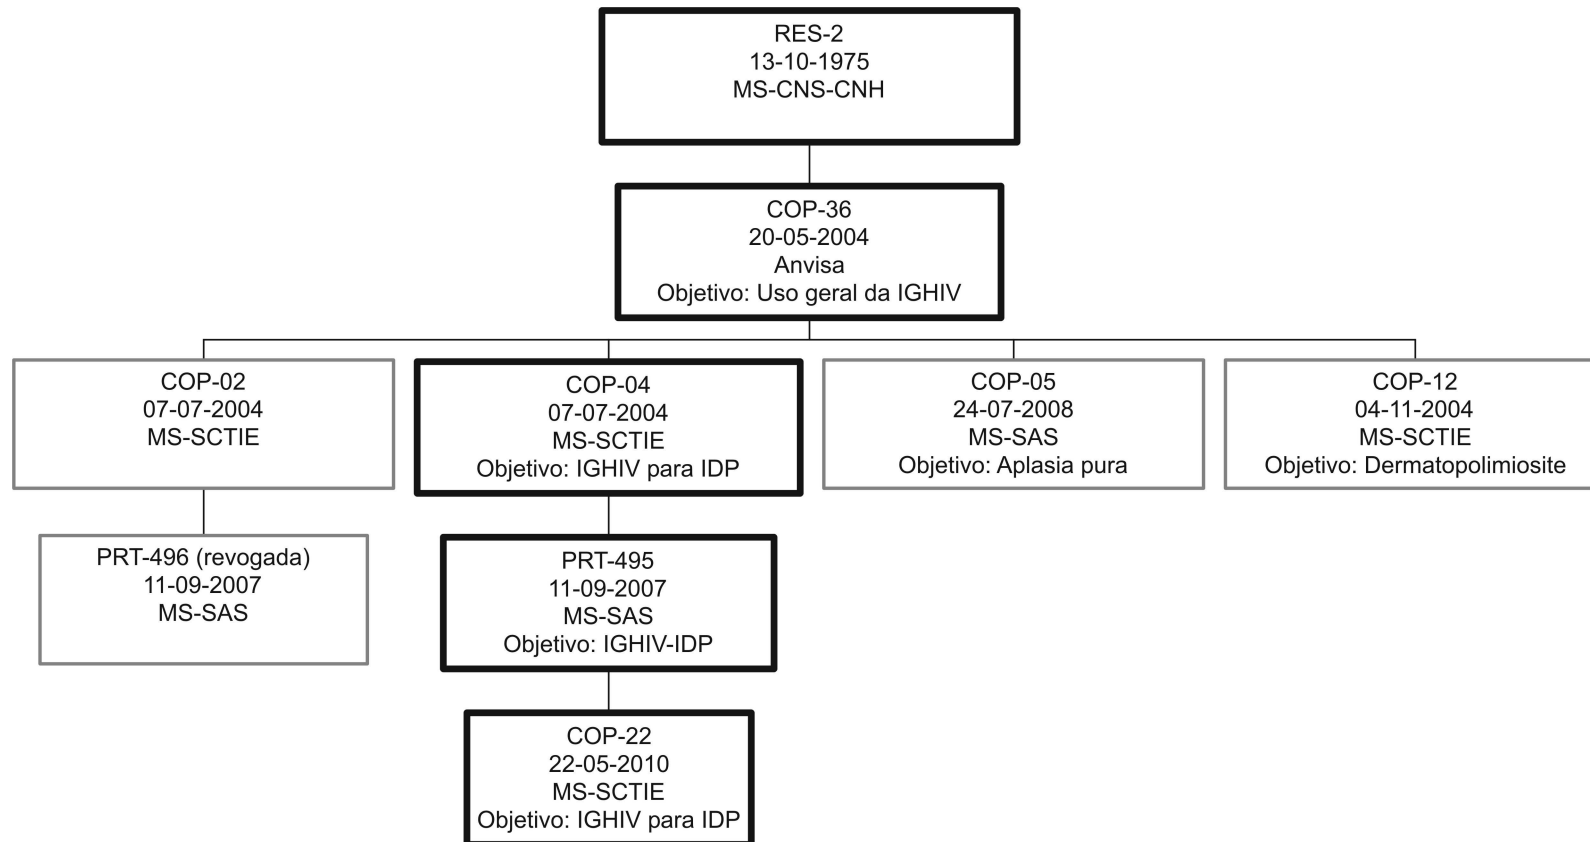 RES-2
13-10-1975
MS-CNS-CNH
COP-36
20-05-2004
Anvisa
Objetivo: Uso geral da IGHIV
COP-02
07-07-2004
MS-SCTIE
COP-04
07-07-2004
MS-SCTIE
Objetivo: IGHIV para IDP
COP-05
24-07-2008
MS-SAS
Objetivo: Aplasia pura
COP-12
04-11-2004
MS-SCTIE
Objetivo: Dermatopolimiosite
PRT-496 (revogada)
11-09-2007
MS-SAS
PRT-495
11-09-2007
MS-SAS
Objetivo: IGHIV-IDP
COP-22
22-05-2010
MS-SCTIE
Objetivo: IGHIV para IDP